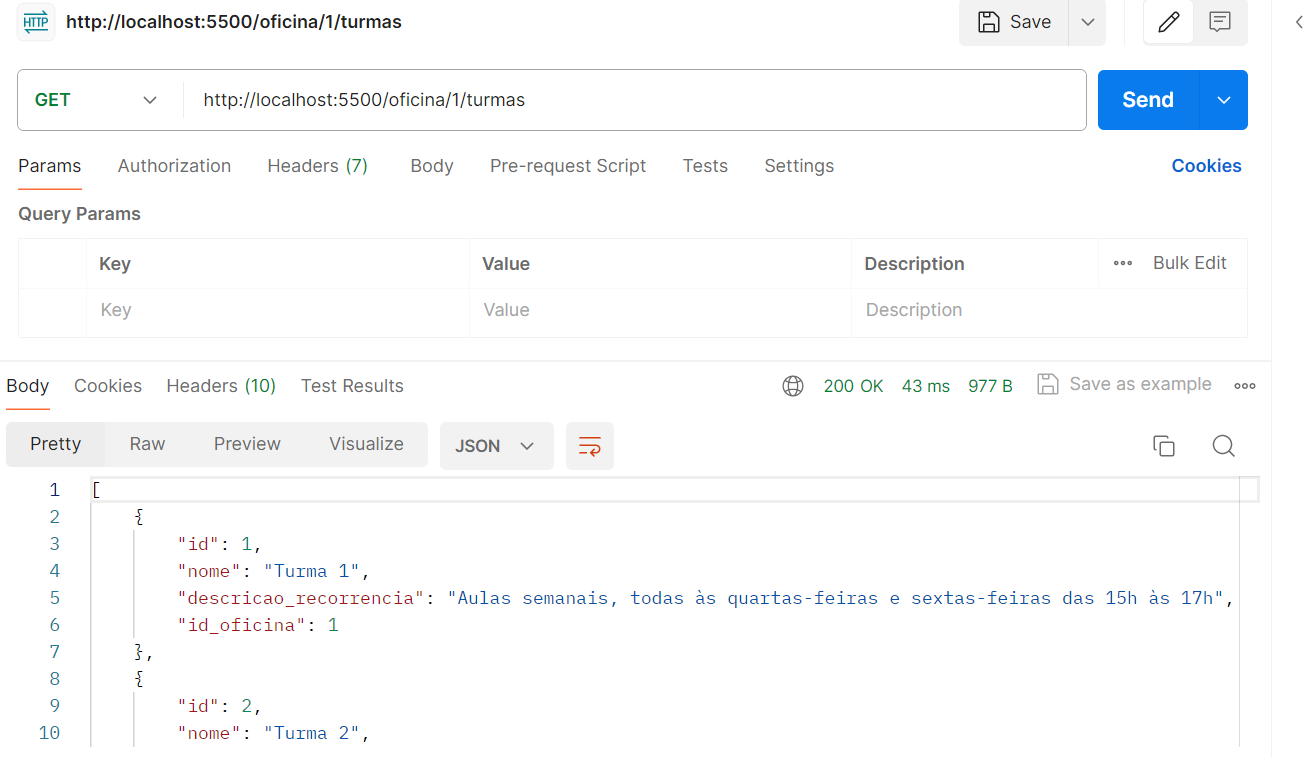 HTTP http://localhost:5500/oficina/1/turmas Save
GET http://localhost:5500/oficina/1/turmas Send
Params Authorization Headers (7) Body Pre-request Script Tests Settings Cookies
Query Params
Key Value Description Bulk Edit
Key Value Description
Body Cookies Headers (10) Test Results 200 OK 43 ms 977 B Save as example
Pretty Raw Preview Visualize JSON
1 [
2 {
3 "id": 1,
4 "nome": "Turma 1",
5 "descricao_recorrencia": "Aulas semanais, todas às quartas-feiras e sextas-feiras das 15h às 17h",
6 "id_oficina": 1
7 },
8 {
9 "id": 2,
10 "nome": "Turma 2",